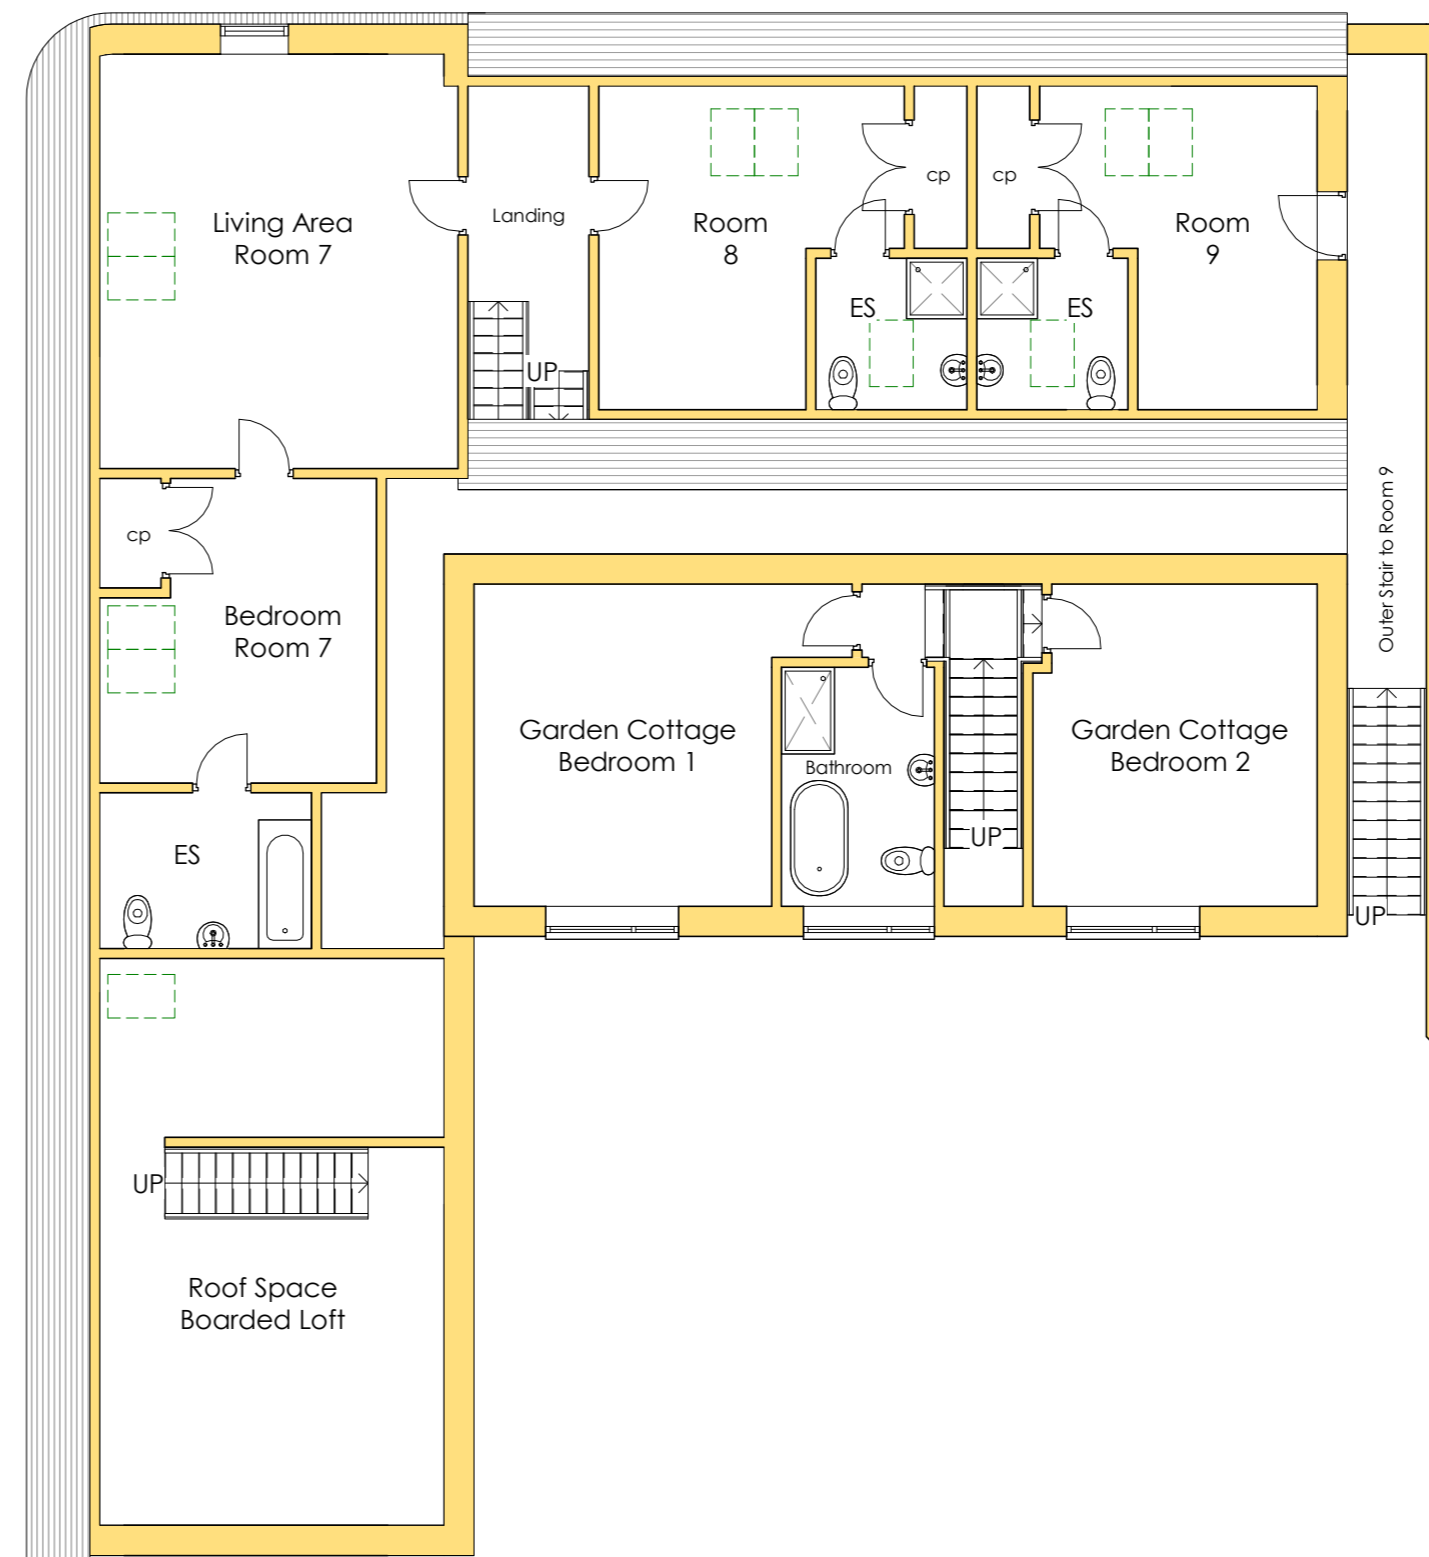 Living Area
Room 7
Landing
UP
Room
8
cp
ES
cp
ES
Room
9
Outer Stair to Room 9
UP
cp
Bedroom
Room 7
ES
Garden Cottage
Bedroom 1
Bathroom
UP
Garden Cottage
Bedroom 2
UP
Roof Space
Boarded Loft